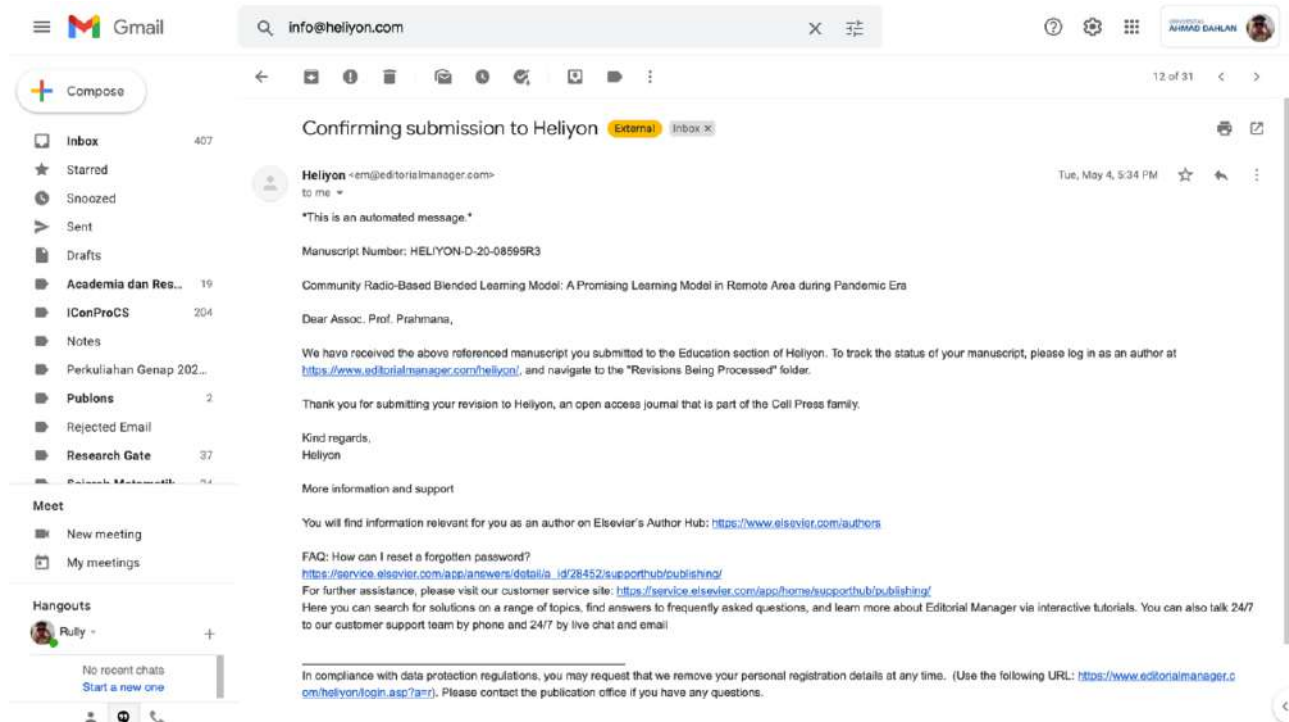 Gmail
info@heliyon.com
UNIVERSITAS
AHMAD DAHLAN
Compose
12 of 31
Inbox 407
Starred
Snoozed
Sent
Drafts
Academia dan Res... 19
IConProCS 204
Notes
Perkuliahan Genap 202...
Publons 2
Rejected Email
Research Gate 37
Sejarah Matematik
Meet
New meeting
My meetings
Hangouts
Rully
No recent chats
Start a new one
Confirming submission to Heliyon External Inbox x
Heliyon <em@editorialmanager.com>
Tue, May 4, 5:34 PM
to me
*This is an automated message.*
Manuscript Number: HELIYON-D-20-08595R3
Community Radio-Based Blended Learning Model: A Promising Learning Model in Remote Area during Pandemic Era
Dear Assoc. Prof. Prahmana,
We have received the above referenced manuscript you submitted to the Education section of Heliyon. To track the status of your manuscript, please log in as an author at
https://www.editorialmanager.com/heliyon/, and navigate to the "Revisions Being Processed" folder.
Thank you for submitting your revision to Heliyon, an open access journal that is part of the Cell Press family.
Kind regards,
Heliyon
More information and support
You will find information relevant for you as an author on Elsevier's Author Hub: https://www.elsevier.com/authors
FAQ: How can I reset a forgotten password?
https://service.elsevier.com/app/answers/detail/a_id/28452/supporthub/publishing/
For further assistance, please visit our customer service site: https://service.elsevier.com/app/home/supporthub/publishing/
Here you can search for solutions on a range of topics, find answers to frequently asked questions, and learn more about Editorial Manager via interactive tutorials. You can also talk 24/7
to our customer support team by phone and 24/7 by live chat and email
In compliance with data protection regulations, you may request that we remove your personal registration details at any time. (Use the following URL: https://www.editorialmanager.c
om/heliyon/login.asp?a=r). Please contact the publication office if you have any questions.